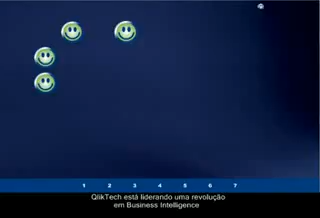 1 2 3 4 5 6 7
QlikTech está liderando uma revolução
em Business Intelligence